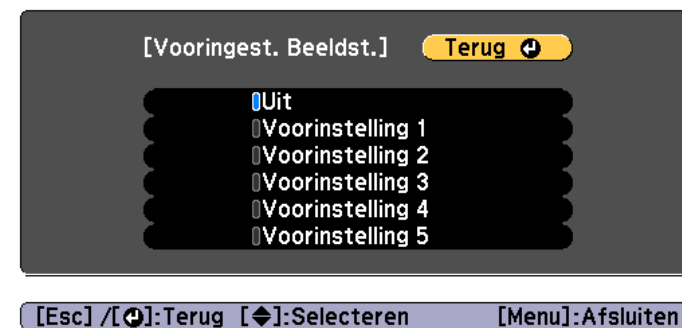 [Vooringest. Beeldst.] Terug
Uit
Voorinstelling 1
Voorinstelling 2
Voorinstelling 3
Voorinstelling 4
Voorinstelling 5
[Esc] /[⏎]:Terug [◆]:Selecteren [Menu]:Afsluiten